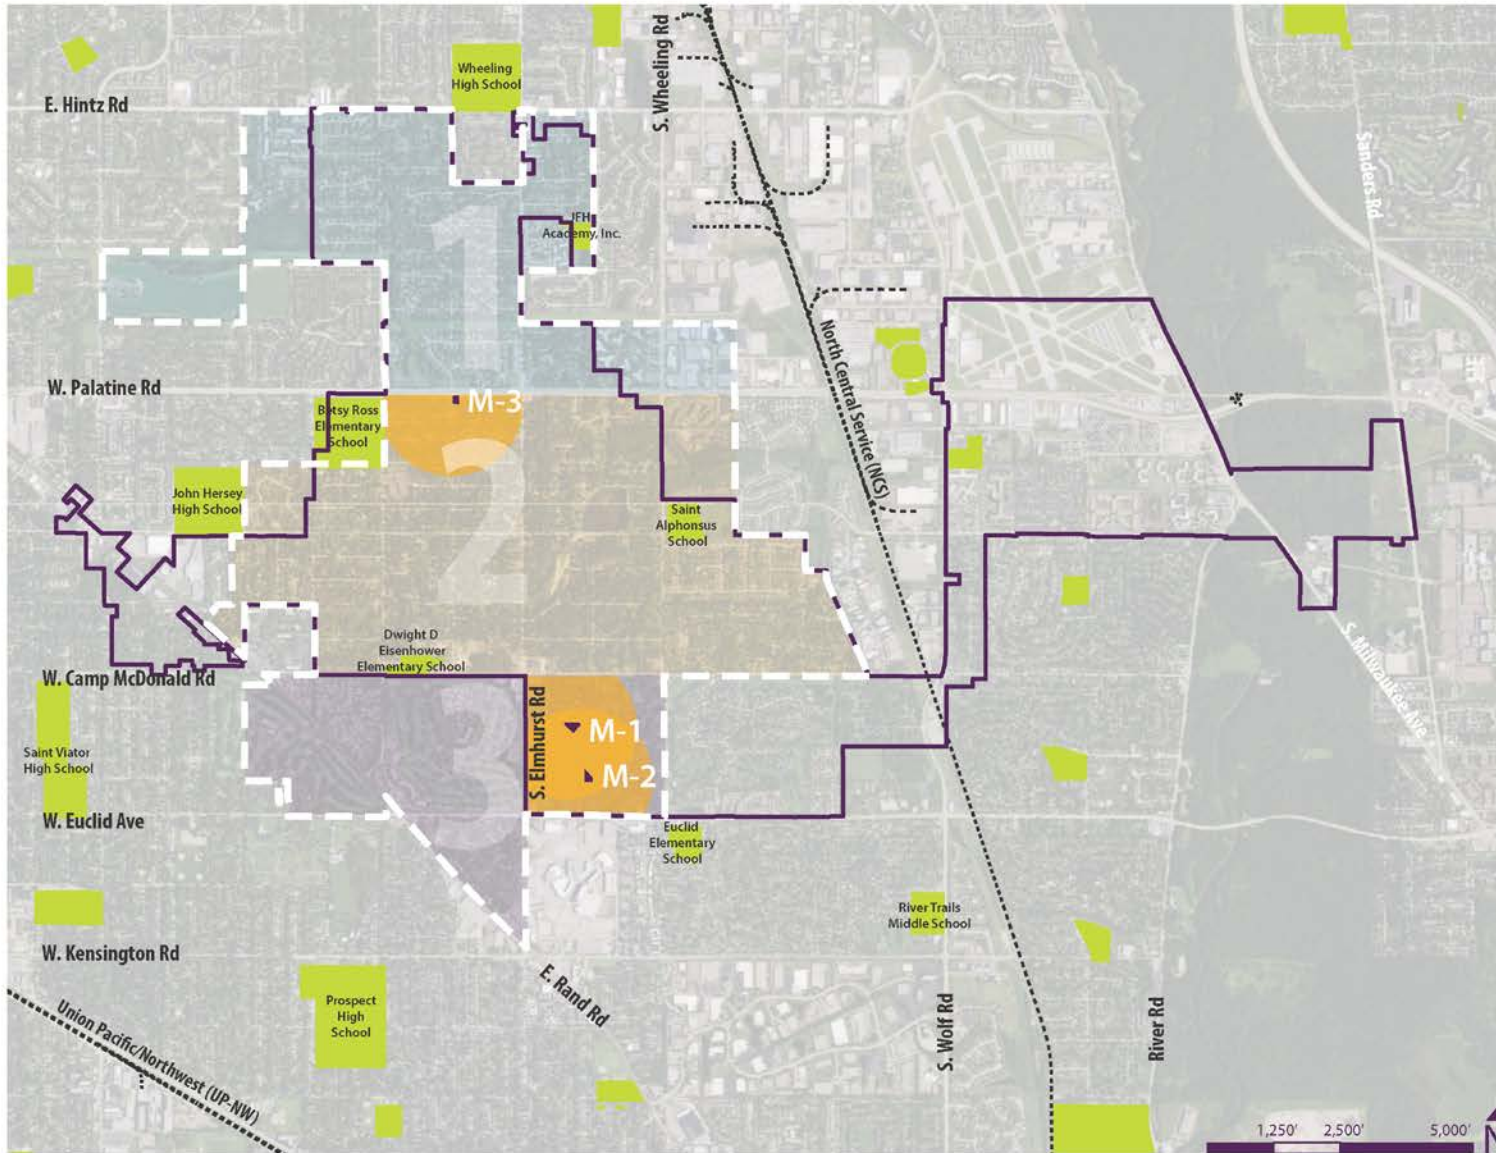 Wheeling
High School
E. Hintz Rd
S. Wheeling Rd
Sanders Rd
1
JFH
Academy, Inc.
North Central Service (NCS)
W. Palatine Rd
M-3
Betsy Ross
Elementary
School
2
John Hersey
High School
Saint
Alphonsus
School
Dwight D
Eisenhower
Elementary School
W. Camp McDonald Rd
S. Milwaukee Ave
S. Elmhurst Rd
M-1
3
M-2
Saint Viator
High School
W. Euclid Ave
Euclid
Elementary
School
River Trails
Middle School
W. Kensington Rd
E. Rand Rd
Prospect
High
School
S. Wolf Rd
River Rd
Union Pacific/Northwest (UP-NW)
1,250' 2,500' 5,000'
N